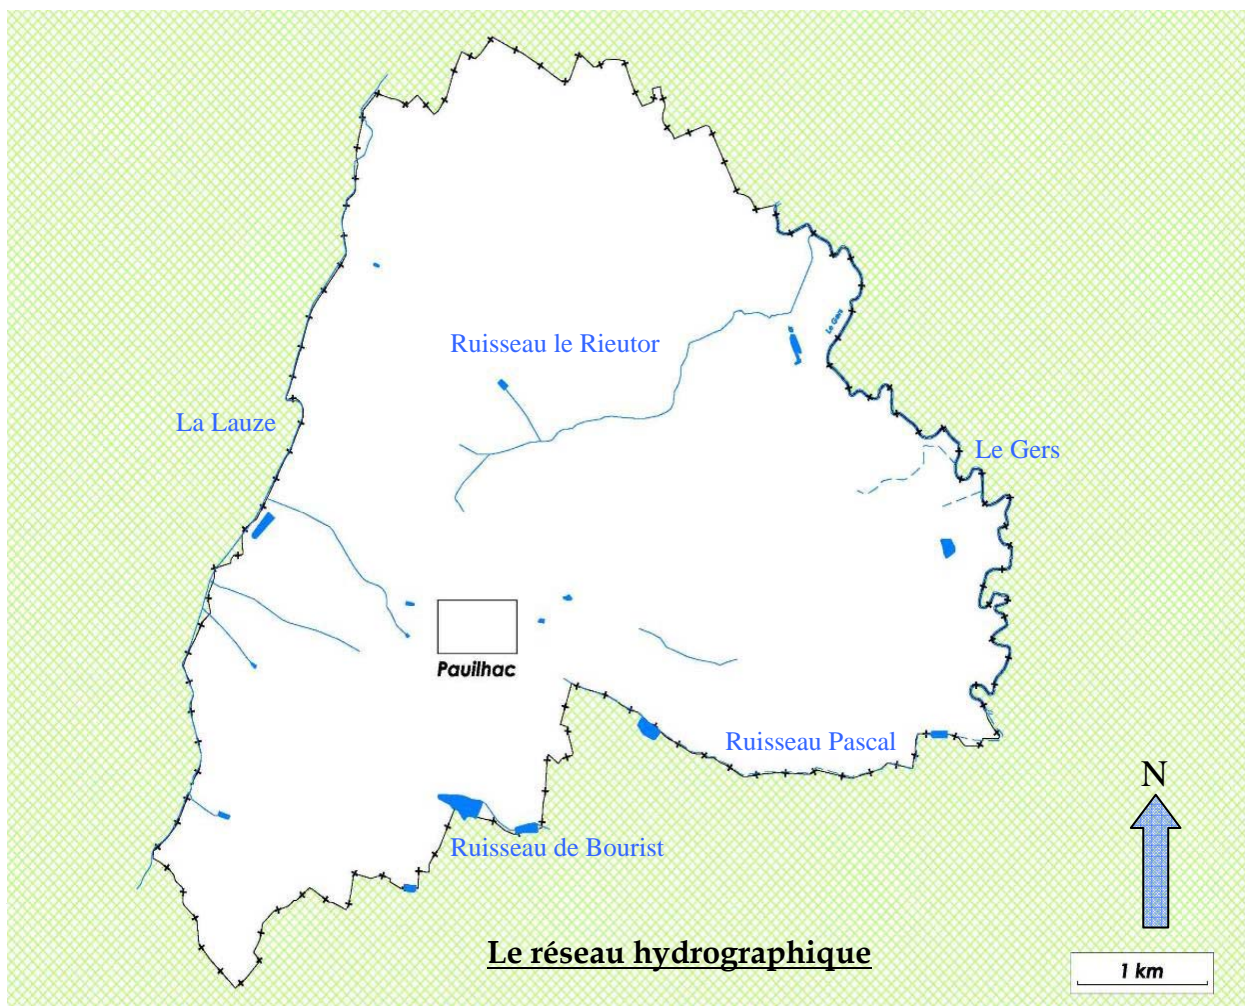 Le Gers
Ruisseau le Rieutor
La Lauze
Le Gers
Pauilhac
Ruisseau Pascal
N
Ruisseau de Bourist
Le réseau hydrographique
1 km